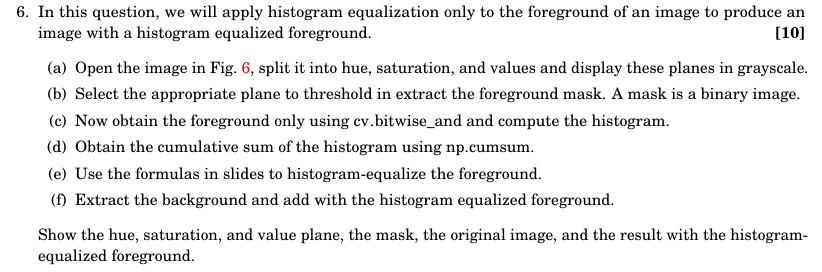 6. In this question, we will apply histogram equalization only to the foreground of an image to produce an
image with a histogram equalized foreground. [10]
(a) Open the image in Fig. 6, split it into hue, saturation, and values and display these planes in grayscale.
(b) Select the appropriate plane to threshold in extract the foreground mask. A mask is a binary image.
(c) Now obtain the foreground only using cv.bitwise_and and compute the histogram.
(d) Obtain the cumulative sum of the histogram using np.cumsum.
(e) Use the formulas in slides to histogram-equalize the foreground.
(f) Extract the background and add with the histogram equalized foreground.
Show the hue, saturation, and value plane, the mask, the original image, and the result with the histogram-
equalized foreground.